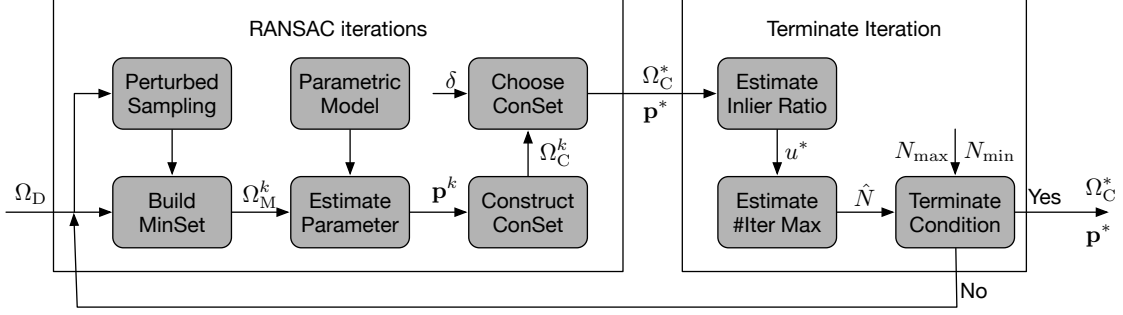 RANSAC iterations
Terminate Iteration
Perturbed
Sampling
Parametric
Model
δ
Choose
ConSet
Ω*C
p*
Estimate
Inlier Ratio
ΩkC
u*
Nmax
Nmin
ΩD
Build
MinSet
ΩkM
Estimate
Parameter
pk
Construct
ConSet
Estimate
#Iter Max
N̂
Terminate
Condition
Yes
Ω*C
p*
No